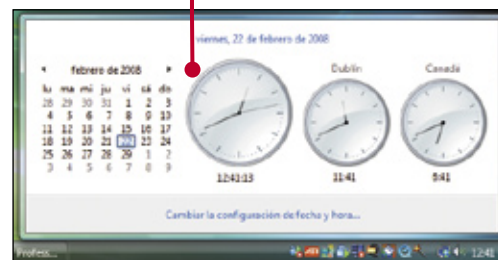 viernes, 22 de febrero de 2008
febrero de 2008
lu ma mi ju vi sá do
28 29 30 31 1 2 3
4 5 6 7 8 9 10
11 12 13 14 15 16 17
18 19 20 21 22 23 24
25 26 27 28 29 1 2
3 4 5 6 7 8 9
12:41:13
Dublín
11:41
Canadá
Cambiar la configuración de fecha y hora...
Profess...
12:41